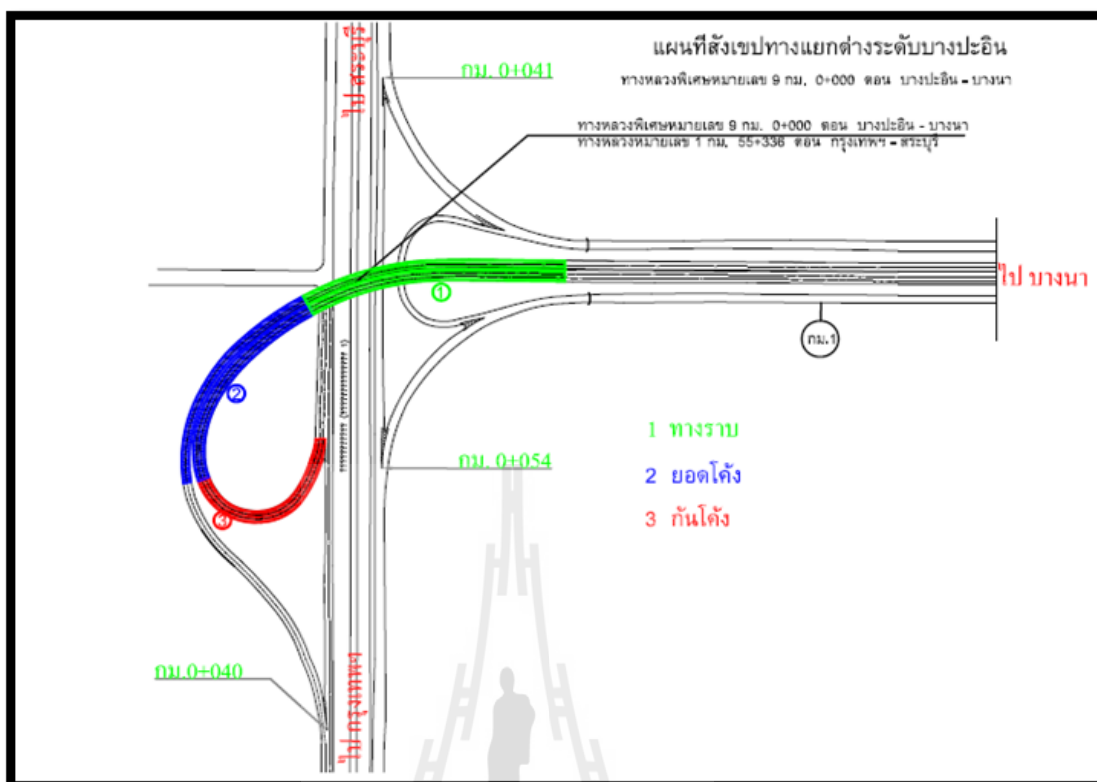 แผนที่สังเขปทางแยกต่างระดับบางปะอิน
ทางหลวงพิเศษหมายเลข 9 กม. 0+000 ตอน บางปะอิน - บางนา
ทางหลวงพิเศษหมายเลข 9 กม. 0+000 ตอน บางปะอิน - บางนา
ทางหลวงหมายเลข 1 กม. 55+336 ตอน กรุงเทพฯ - สระบุรี
ไป สระบุรี
กม. 0+041
ไป บางนา
1
กม.1
2
กม. 0+054
3
1 ทางราบ
2 ยอดโค้ง
3 ก้นโค้ง
กม.0+040
ไป กรุงเทพฯ